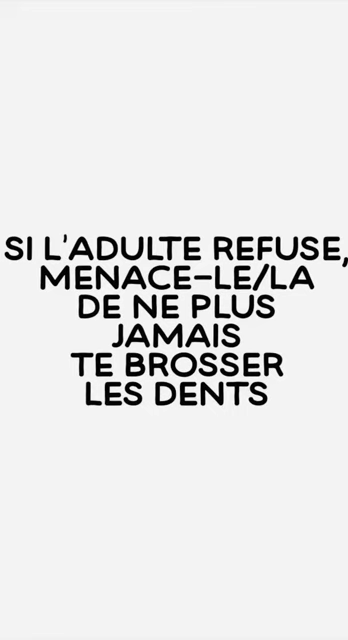 SI L'ADULTE REFUSE,
MENACE-LE/LA
DE NE PLUS
JAMAIS
TE BROSSER
LES DENTS